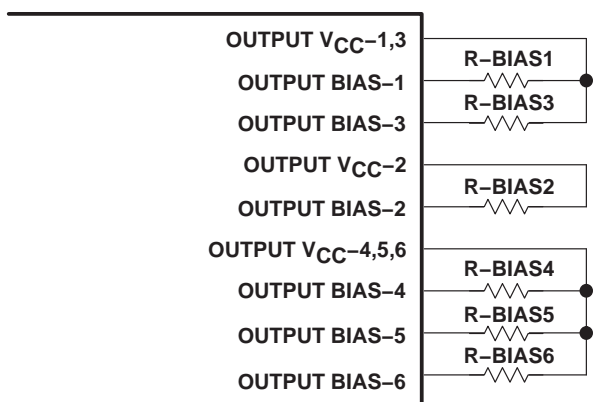 OUTPUT VCC−1,3
R−BIAS1
OUTPUT BIAS−1
R−BIAS3
OUTPUT BIAS−3
OUTPUT VCC−2
R−BIAS2
OUTPUT BIAS−2
OUTPUT VCC−4,5,6
R−BIAS4
OUTPUT BIAS−4
R−BIAS5
OUTPUT BIAS−5
R−BIAS6
OUTPUT BIAS−6